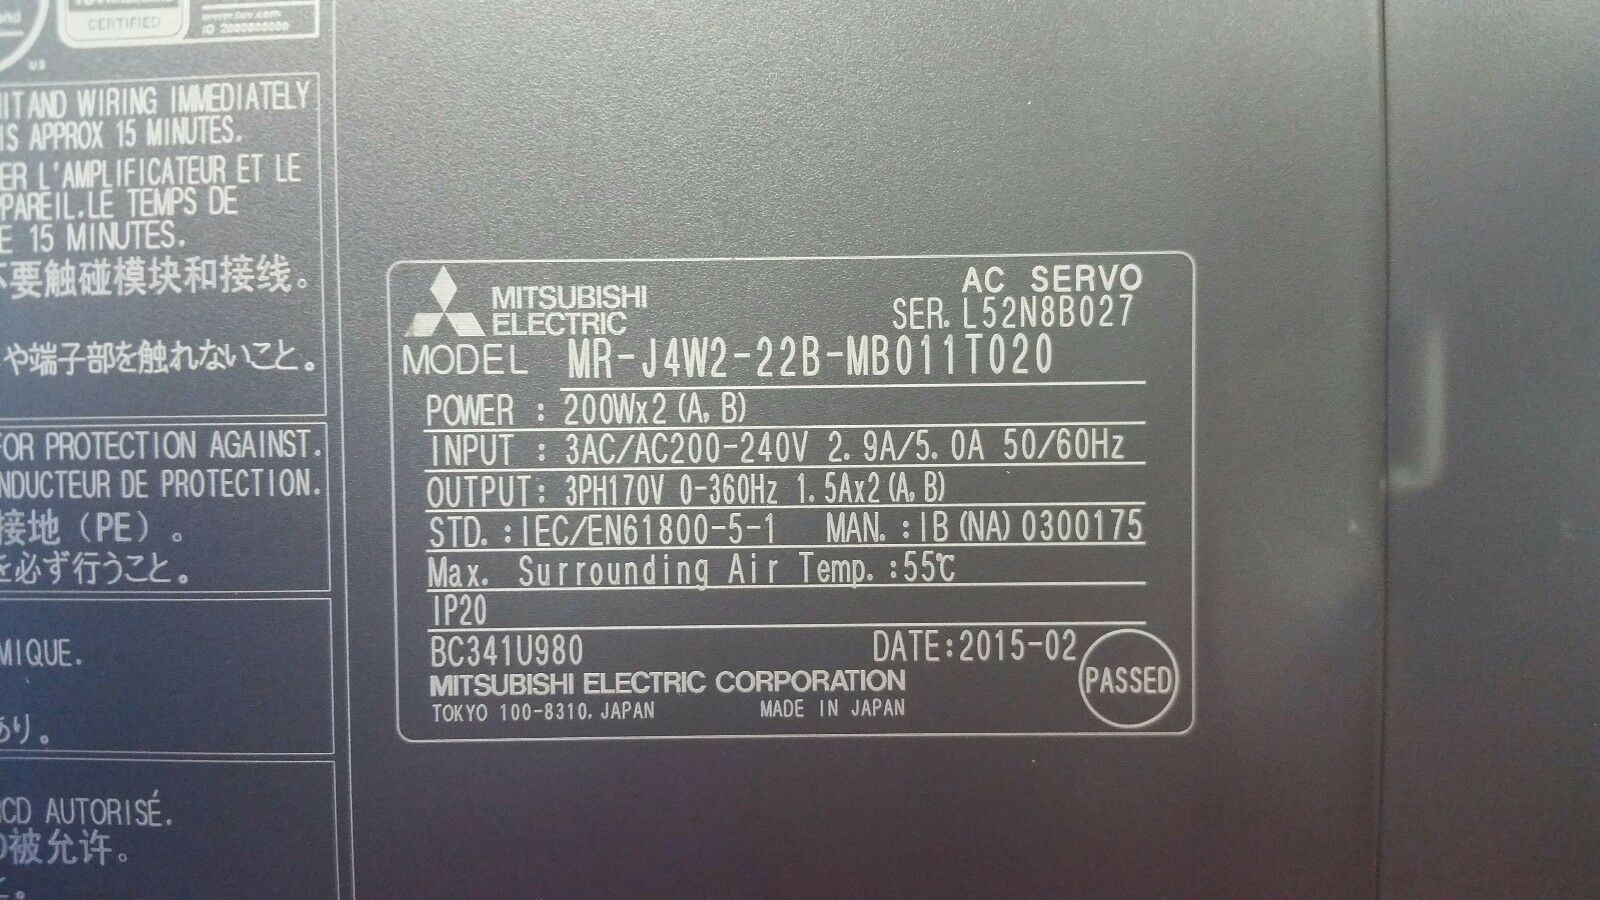 CERTIFIED
US
AND WIRING IMMEDIATELY
IS APPROX 15 MINUTES.
L'AMPLIFICATEUR ET LE
LE TEMPS DE
15 MINUTES.
不要触碰模块和接线。
や端子部を触れないこと。
FOR PROTECTION AGAINST.
DE PROTECTION.
接地（PE）。
を必ず行うこと。
MIQUE.
あり。
RCD AUTORISÉ.
被允许。
MITSUBISHI
ELECTRIC
AC SERVO
SER. L52N8B027
MODEL MR-J4W2-22B-MB011T020
POWER : 200Wx2 (A, B)
INPUT : 3AC/AC200-240V 2.9A/5.0A 50/60Hz
OUTPUT: 3PH170V 0-360Hz 1.5Ax2 (A, B)
STD. : IEC/EN61800-5-1 MAN. : IB (NA) 0300175
Max. Surrounding Air Temp. : 55℃
IP20
BC341U980 DATE:2015-02
MITSUBISHI ELECTRIC CORPORATION
TOKYO 100-8310, JAPAN MADE IN JAPAN
PASSED